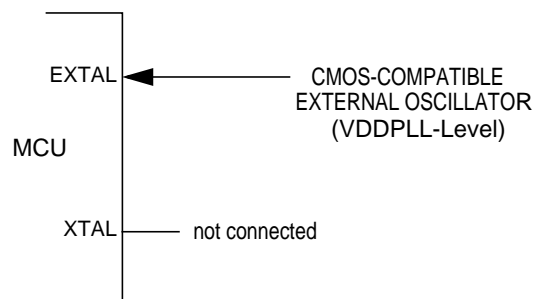 EXTAL
CMOS-COMPATIBLE
EXTERNAL OSCILLATOR
(VDDPLL-Level)
MCU
XTAL
not connected